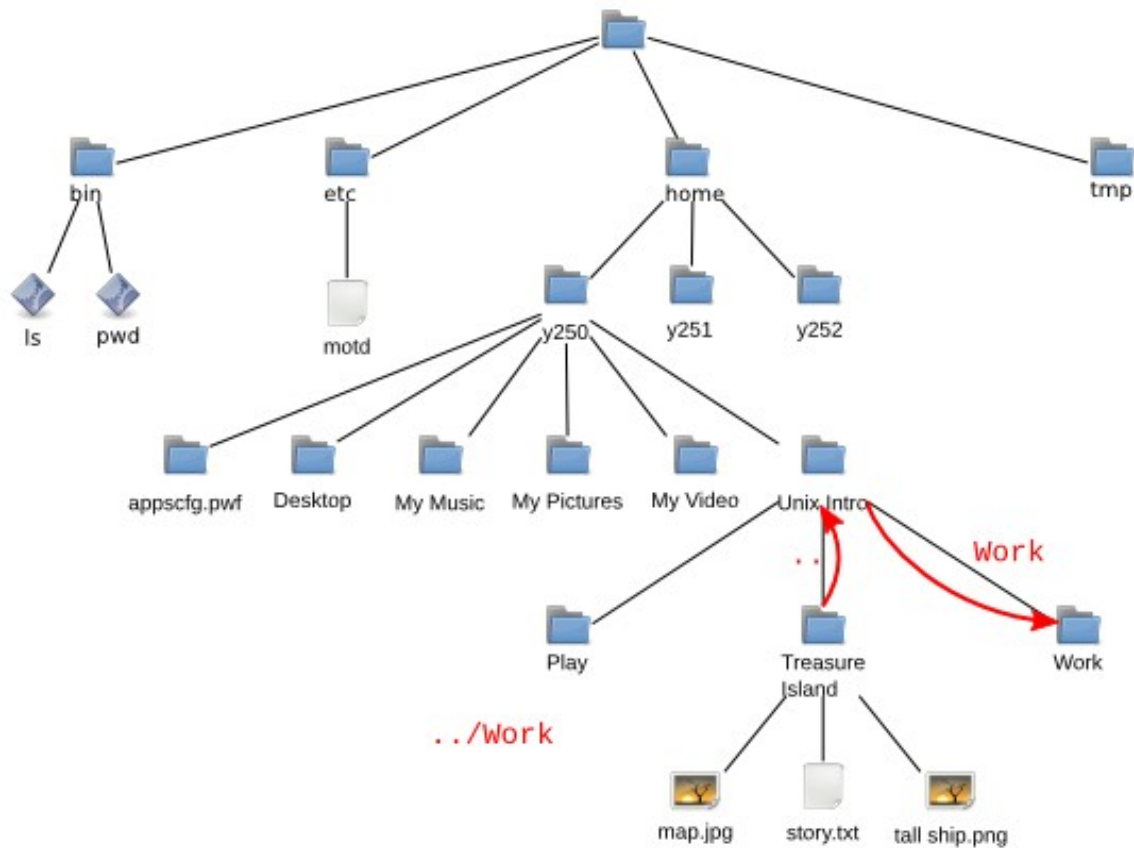 bin
etc
home
tmp
ls
pwd
motd
y250
y251
y252
appscfg.pwf
Desktop
My Music
My Pictures
My Video
Unix Intro
..
Work
Play
Treasure
Island
Work
../Work
map.jpg
story.txt
tall ship.png